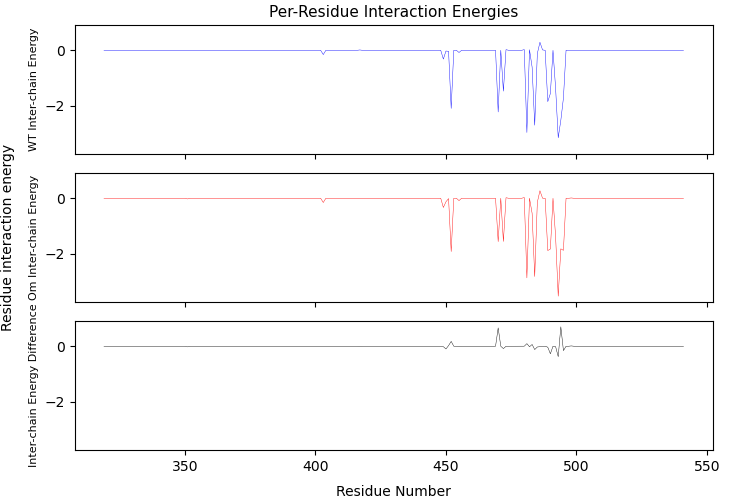 Per-Residue Interaction Energies
WT Inter-chain Energy
0
−2
Residue interaction energy
Om Inter-chain Energy
0
−2
Inter-chain Energy Difference
0
−2
350
400
450
500
550
Residue Number